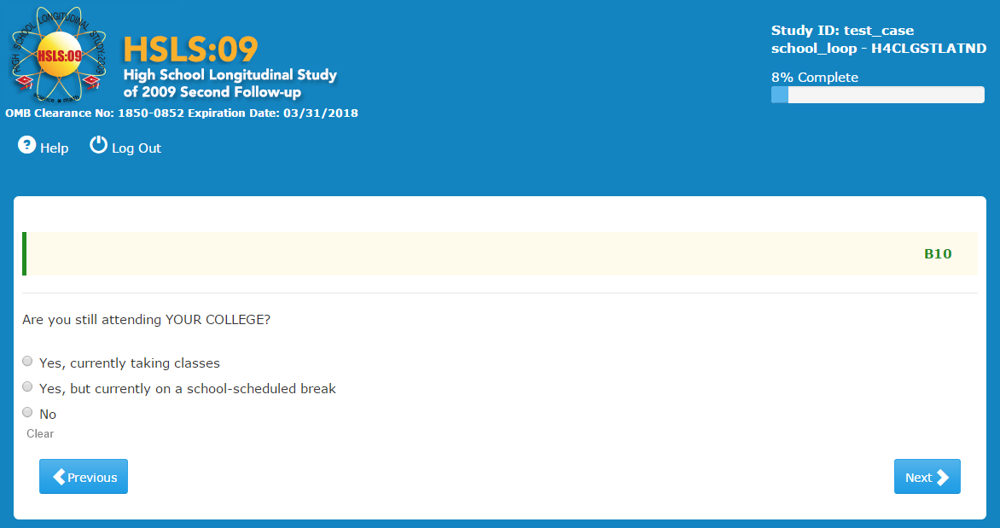 HIGH SCHOOL LONGITUDINAL STUDY:2009
HSLS:09
science ★ math
HSLS:09
High School Longitudinal Study
of 2009 Second Follow-up
OMB Clearance No: 1850-0852 Expiration Date: 03/31/2018
Study ID: test_case
school_loop - H4CLGSTLATND
8% Complete
? Help
Log Out
B10
Are you still attending YOUR COLLEGE?
Yes, currently taking classes
Yes, but currently on a school-scheduled break
No
Clear
Previous
Next